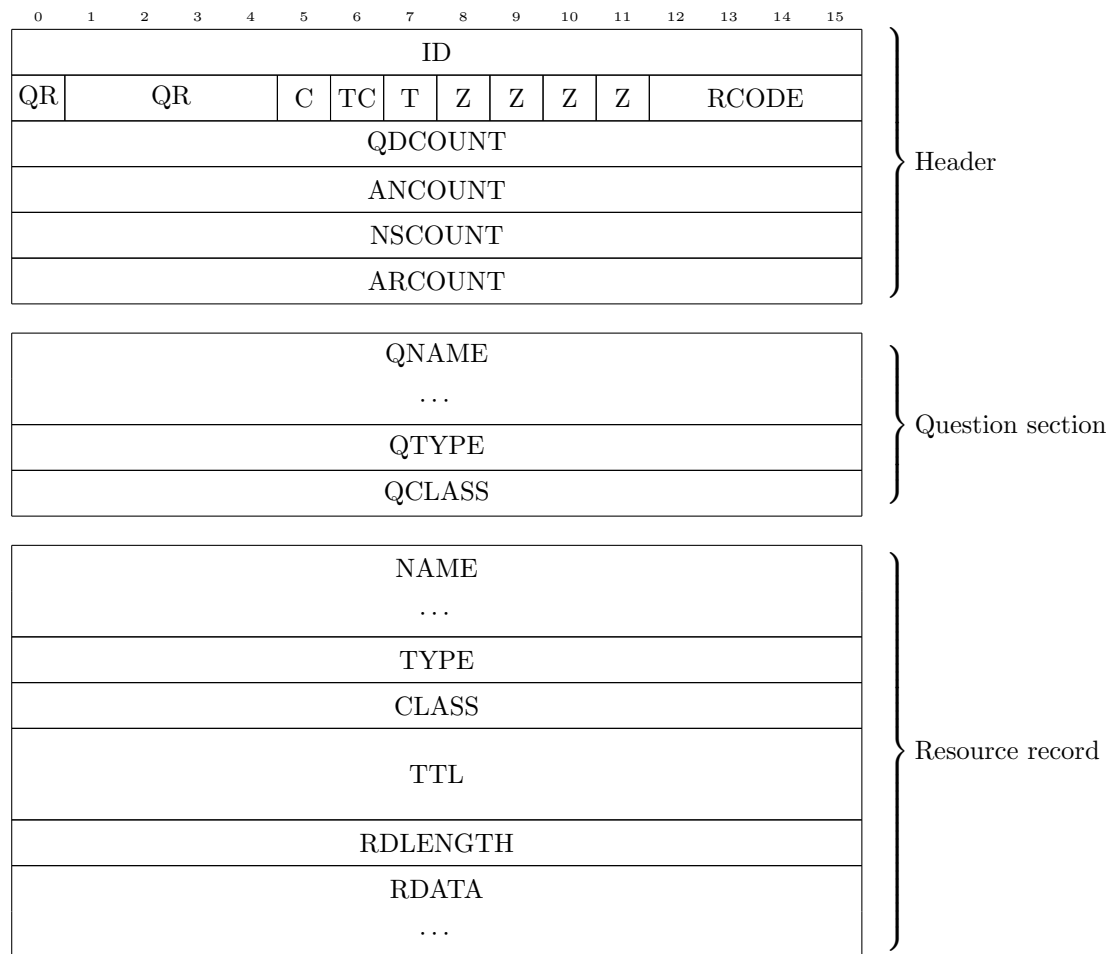 0 1 2 3 4 5 6 7 8 9 10 11 12 13 14 15
ID
QR QR C TC T Z Z Z Z RCODE
QDCOUNT
ANCOUNT
NSCOUNT
ARCOUNT
Header
QNAME
...
QTYPE
QCLASS
Question section
NAME
...
TYPE
CLASS
TTL
RDLENGTH
RDATA
...
Resource record